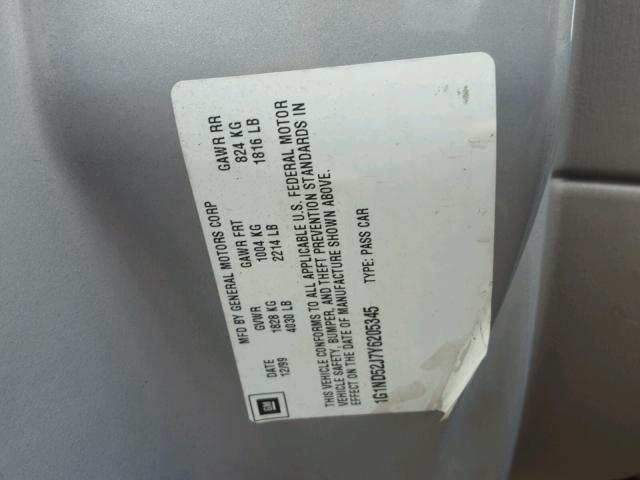 GM
MFD BY GENERAL MOTORS CORP
DATE GVWR GAWR FRT GAWR RR
12/99 1828 KG 1004 KG 824 KG
4030 LB 2214 LB 1816 LB
THIS VEHICLE CONFORMS TO ALL APPLICABLE U.S. FEDERAL MOTOR
VEHICLE SAFETY, BUMPER, AND THEFT PREVENTION STANDARDS IN
EFFECT ON THE DATE OF MANUFACTURE SHOWN ABOVE.
1G1ND52J7Y6205345 TYPE: PASS CAR